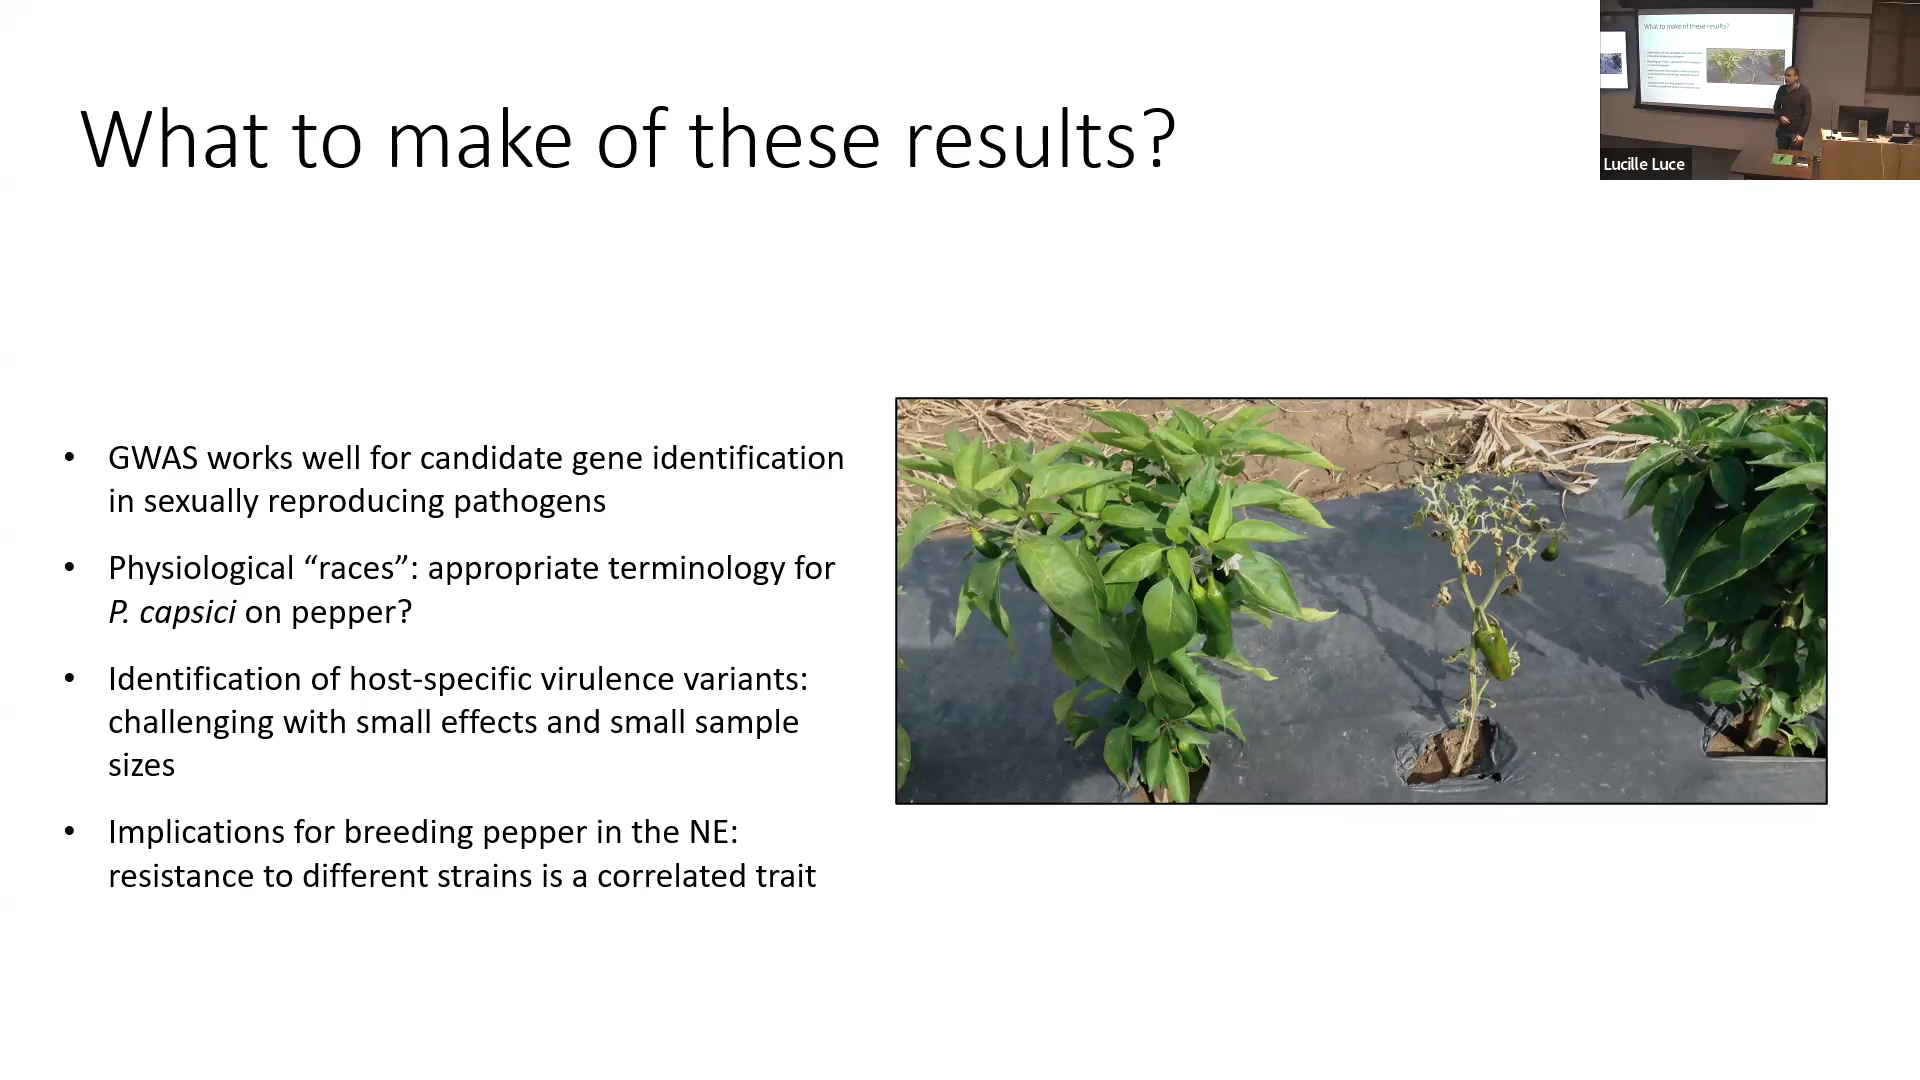 What to make of these results?
• GWAS works well for candidate gene identification
in sexually reproducing pathogens
• Physiological “races”: appropriate terminology for
P. capsici on pepper?
• Identification of host-specific virulence variants:
challenging with small effects and small sample
sizes
• Implications for breeding pepper in the NE:
resistance to different strains is a correlated trait
What to make of these results?
Lucille Luce